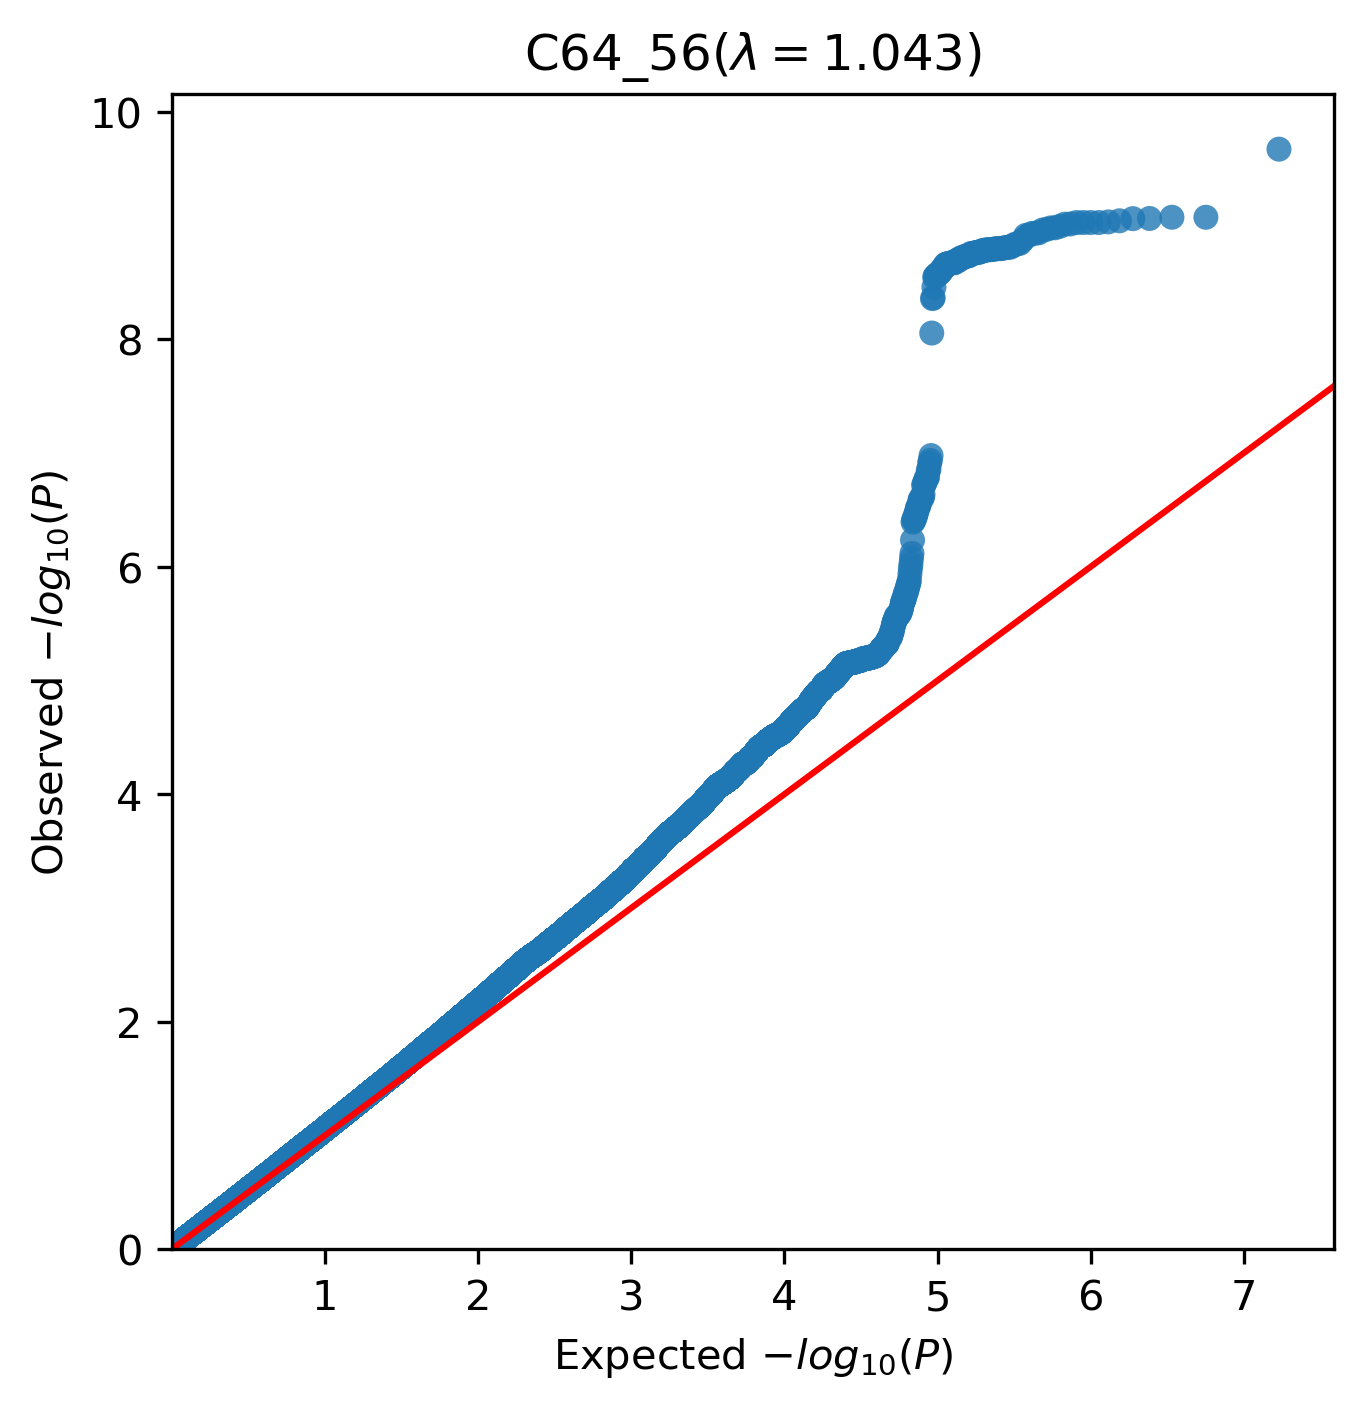 C64_56(λ = 1.043)
10
8
6
4
2
0
Observed −log₁₀(P)
1 2 3 4 5 6 7
Expected −log₁₀(P)